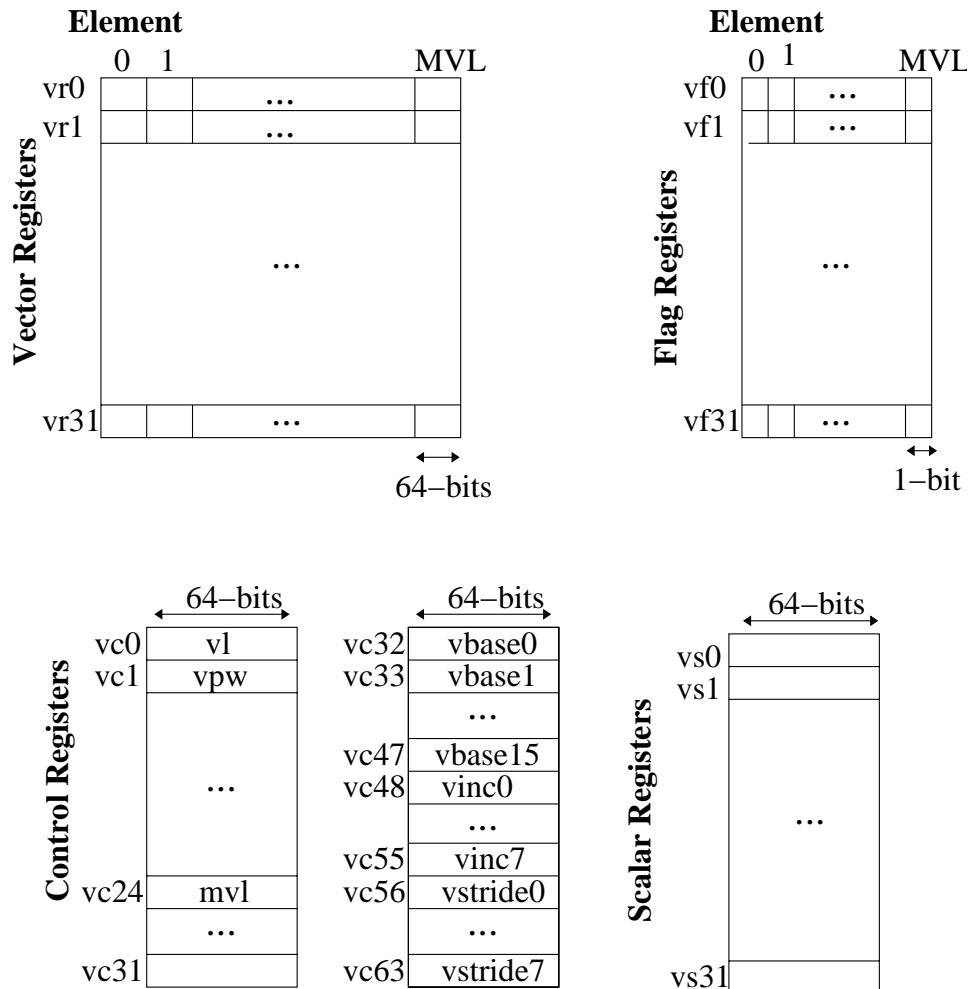 Element
0 1 MVL
vr0 ...
vr1 ...
Vector Registers
...
vr31 ...
64−bits
Element
0 1 MVL
vf0 ...
vf1 ...
Flag Registers
...
vf31 ...
1−bit
64−bits
Control Registers
vc0 vl
vc1 vpw
...
vc24 mvl
...
vc31
64−bits
vc32 vbase0
vc33 vbase1
...
vc47 vbase15
vc48 vinc0
...
vc55 vinc7
vc56 vstride0
...
vc63 vstride7
64−bits
Scalar Registers
vs0
vs1
...
vs31